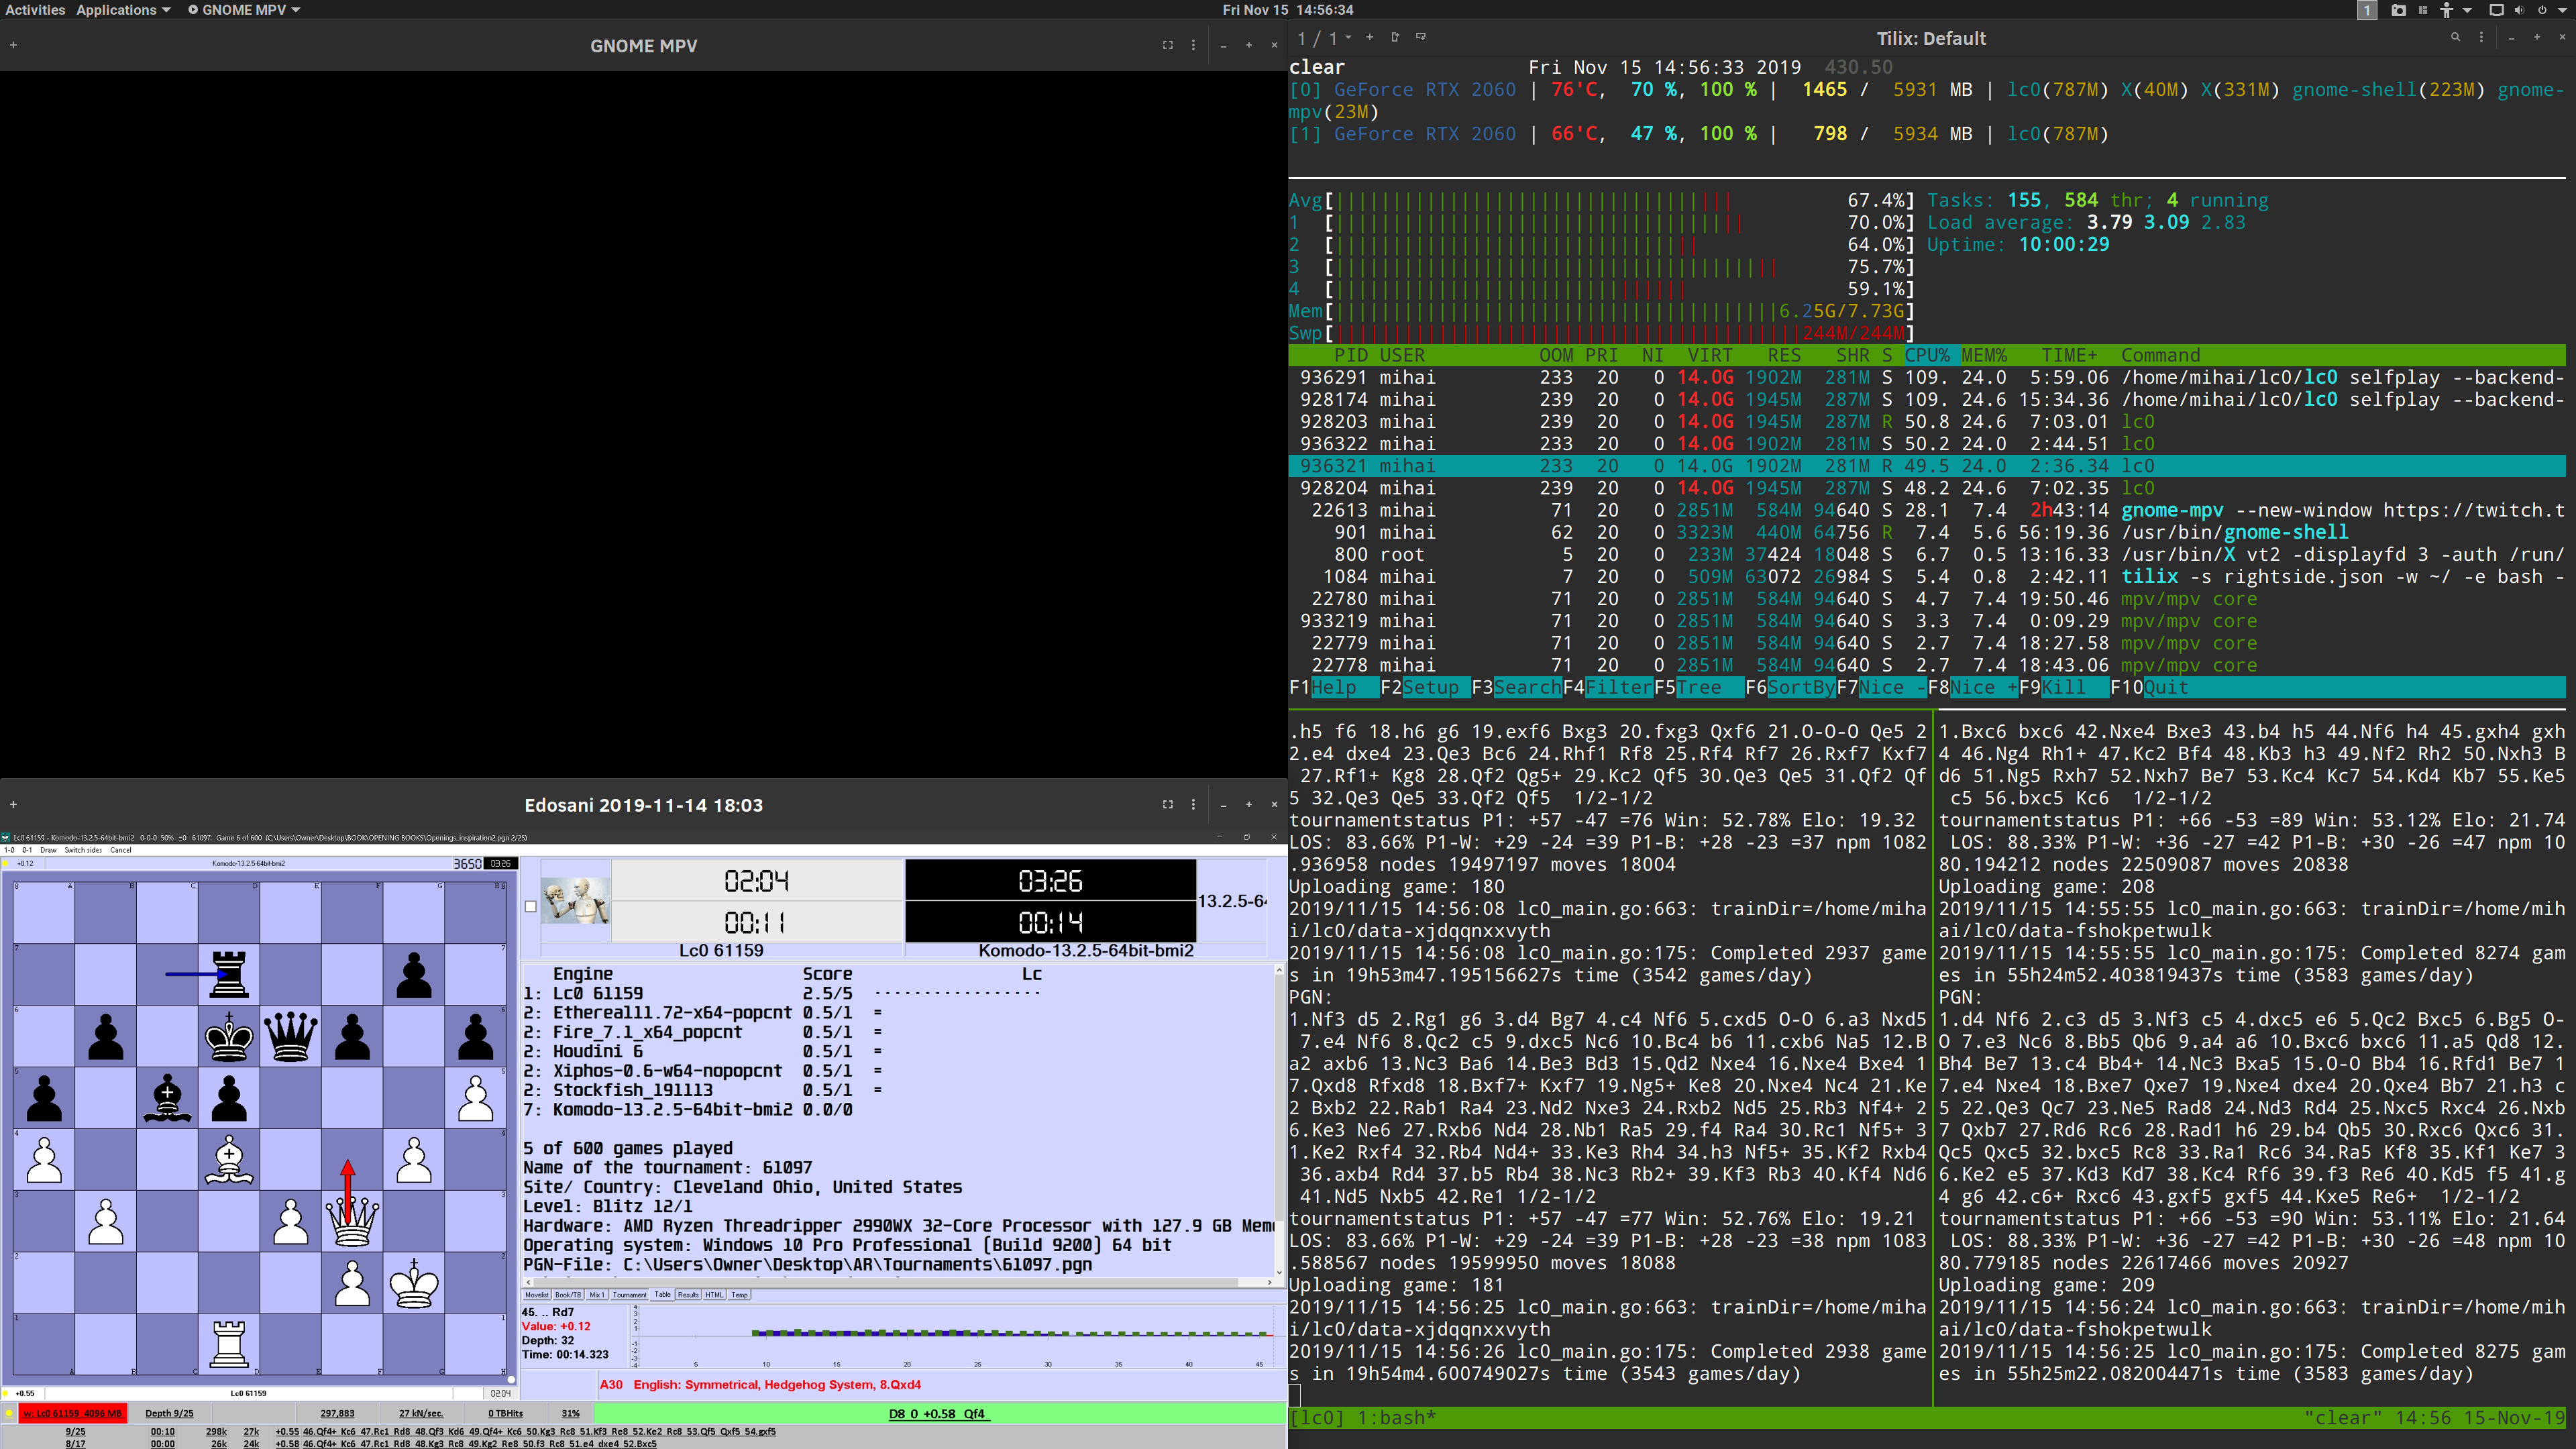 Activities Applications GNOME MPV Fri Nov 15 14:56:34 1
GNOME MPV
Edosani 2019-11-14 18:03
Lc0 61159 - Komodo-13.2.5-64bit-bmi2 0-0-0 50% ±0 61097: Game 6 of 600 (C:\Users\Owner\Desktop\BOOK\OPENING BOOKS\Openings_inspiration2.pgn 2/25)
1-0 0-1 Draw Switch sides Cancel
+0.12 Komodo-13.2.5-64bit-bmi2 3650 03:26
02:04 03:26
00:11 00:14
13.2.5-64
Lc0 61159 Komodo-13.2.5-64bit-bmi2
Engine Score Lc
1: Lc0 61159 2.5/5 - - - - - - - - - - - - - - - - -
2: Ethereal11.72-x64-popcnt 0.5/1 =
2: Fire_7.1_x64_popcnt 0.5/1 =
2: Houdini 6 0.5/1 =
2: Xiphos-0.6-w64-nopopcnt 0.5/1 =
2: Stockfish_191113 0.5/1 =
7: Komodo-13.2.5-64bit-bmi2 0.0/0
5 of 600 games played
Name of the tournament: 61097
Site/ Country: Cleveland Ohio, United States
Level: Blitz 12/1
Hardware: AMD Ryzen Threadripper 2990WX 32-Core Processor with 127.9 GB Mem
Operating system: Windows 10 Pro Professional (Build 9200) 64 bit
PGN-File: C:\Users\Owner\Desktop\AR\Tournaments\61097.pgn
Movelist Book/TB Mix 1 Tournament Table Results HTML Temp
45. .. Rd7
Value: +0.12
Depth: 32
Time: 00:14.323
5 10 15 20 25 30 35 40 45
A30 English: Symmetrical, Hedgehog System, 8.Qxd4
+0.55 Lc0 61159 02:04
w: Lc0 61159, 4096 MB Depth 9/25 297,883 27 kN/sec. 0 TBHits 31% D8 0 +0.58 Qf4
9/25 00:10 298k 27k +0.55 46.Qf4+ Kc6 47.Rc1 Rd8 48.Qf3 Kd6 49.Qf4+ Kc6 50.Kg3 Rc8 51.Kf3 Re8 52.Ke2 Rc8 53.Qf5 Qxf5 54.gxf5
8/17 00:00 26k 24k +0.58 46.Qf4+ Kc6 47.Rc1 Rd8 48.Kg3 Rc8 49.Kg2 Re8 50.f3 Rc8 51.e4 dxe4 52.Bxc5
1 / 1 Tilix: Default
clear Fri Nov 15 14:56:33 2019 430.50
[0] GeForce RTX 2060 | 76'C, 70 %, 100 % | 1465 / 5931 MB | lc0(787M) X(40M) X(331M) gnome-shell(223M) gnome-
mpv(23M)
[1] GeForce RTX 2060 | 66'C, 47 %, 100 % | 798 / 5934 MB | lc0(787M)
Avg[ 67.4%] Tasks: 155, 584 thr; 4 running
1 [ 70.0%] Load average: 3.79 3.09 2.83
2 [ 64.0%] Uptime: 10:00:29
3 [ 75.7%]
4 [ 59.1%]
Mem[ 6.25G/7.73G]
Swp[ 244M/244M]
PID USER OOM PRI NI VIRT RES SHR S CPU% MEM% TIME+ Command
936291 mihai 233 20 0 14.0G 1902M 281M S 109. 24.0 5:59.06 /home/mihai/lc0/lc0 selfplay --backend-
928174 mihai 239 20 0 14.0G 1945M 287M S 109. 24.6 15:34.36 /home/mihai/lc0/lc0 selfplay --backend-
928203 mihai 239 20 0 14.0G 1945M 287M R 50.8 24.6 7:03.01 lc0
936322 mihai 233 20 0 14.0G 1902M 281M S 50.2 24.0 2:44.51 lc0
936321 mihai 233 20 0 14.0G 1902M 281M R 49.5 24.0 2:36.34 lc0
928204 mihai 239 20 0 14.0G 1945M 287M S 48.2 24.6 7:02.35 lc0
22613 mihai 71 20 0 2851M 584M 94640 S 28.1 7.4 2h43:14 gnome-mpv --new-window https://twitch.t
901 mihai 62 20 0 3323M 440M 64756 R 7.4 5.6 56:19.36 /usr/bin/gnome-shell
800 root 5 20 0 233M 37424 18048 S 6.7 0.5 13:16.33 /usr/bin/X vt2 -displayfd 3 -auth /run/
1084 mihai 7 20 0 509M 63072 26984 S 5.4 0.8 2:42.11 tilix -s rightside.json -w ~/ -e bash -
22780 mihai 71 20 0 2851M 584M 94640 S 4.7 7.4 19:50.46 mpv/mpv core
933219 mihai 71 20 0 2851M 584M 94640 S 3.3 7.4 0:09.29 mpv/mpv core
22779 mihai 71 20 0 2851M 584M 94640 S 2.7 7.4 18:27.58 mpv/mpv core
22778 mihai 71 20 0 2851M 584M 94640 S 2.7 7.4 18:43.06 mpv/mpv core
F1Help F2Setup F3SearchF4FilterF5Tree F6SortByF7Nice -F8Nice +F9Kill F10Quit
.h5 f6 18.h6 g6 19.exf6 Bxg3 20.fxg3 Qxf6 21.O-O-O Qe5 2
2.e4 dxe4 23.Qe3 Bc6 24.Rhf1 Rf8 25.Rf4 Rf7 26.Rxf7 Kxf7
27.Rf1+ Kg8 28.Qf2 Qg5+ 29.Kc2 Qf5 30.Qe3 Qe5 31.Qf2 Qf
5 32.Qe3 Qe5 33.Qf2 Qf5 1/2-1/2
tournamentstatus P1: +57 -47 =76 Win: 52.78% Elo: 19.32
LOS: 83.66% P1-W: +29 -24 =39 P1-B: +28 -23 =37 npm 1082
.936958 nodes 19497197 moves 18004
Uploading game: 180
2019/11/15 14:56:08 lc0_main.go:663: trainDir=/home/miha
i/lc0/data-xjdqqnxxvyth
2019/11/15 14:56:08 lc0_main.go:175: Completed 2937 game
s in 19h53m47.195156627s time (3542 games/day)
PGN:
1.Nf3 d5 2.Rg1 g6 3.d4 Bg7 4.c4 Nf6 5.cxd5 O-O 6.a3 Nxd5
7.e4 Nf6 8.Qc2 c5 9.dxc5 Nc6 10.Bc4 b6 11.cxb6 Na5 12.B
a2 axb6 13.Nc3 Ba6 14.Be3 Bd3 15.Qd2 Nxe4 16.Nxe4 Bxe4 1
7.Qxd8 Rfxd8 18.Bxf7+ Kxf7 19.Ng5+ Ke8 20.Nxe4 Nc4 21.Ke
2 Bxb2 22.Rab1 Ra4 23.Nd2 Nxe3 24.Rxb2 Nd5 25.Rb3 Nf4+ 2
6.Ke3 Ne6 27.Rxb6 Nd4 28.Nb1 Ra5 29.f4 Ra4 30.Rc1 Nf5+ 3
1.Ke2 Rxf4 32.Rb4 Nd4+ 33.Ke3 Rh4 34.h3 Nf5+ 35.Kf2 Rxb4
36.axb4 Rd4 37.b5 Rb4 38.Nc3 Rb2+ 39.Kf3 Rb3 40.Kf4 Nd6
41.Nd5 Nxb5 42.Re1 1/2-1/2
tournamentstatus P1: +57 -47 =77 Win: 52.76% Elo: 19.21
LOS: 83.66% P1-W: +29 -24 =39 P1-B: +28 -23 =38 npm 1083
.588567 nodes 19599950 moves 18088
Uploading game: 181
2019/11/15 14:56:25 lc0_main.go:663: trainDir=/home/miha
i/lc0/data-xjdqqnxxvyth
2019/11/15 14:56:26 lc0_main.go:175: Completed 2938 game
s in 19h54m4.600749027s time (3543 games/day)
1.Bxc6 bxc6 42.Nxe4 Bxe3 43.b4 h5 44.Nf6 h4 45.gxh4 gxh
4 46.Ng4 Rh1+ 47.Kc2 Bf4 48.Kb3 h3 49.Nf2 Rh2 50.Nxh3 B
d6 51.Ng5 Rxh7 52.Nxh7 Be7 53.Kc4 Kc7 54.Kd4 Kb7 55.Ke5
c5 56.bxc5 Kc6 1/2-1/2
tournamentstatus P1: +66 -53 =89 Win: 53.12% Elo: 21.74
LOS: 88.33% P1-W: +36 -27 =42 P1-B: +30 -26 =47 npm 10
80.194212 nodes 22509087 moves 20838
Uploading game: 208
2019/11/15 14:55:55 lc0_main.go:663: trainDir=/home/mih
ai/lc0/data-fshokpetwulk
2019/11/15 14:55:55 lc0_main.go:175: Completed 8274 gam
es in 55h24m52.403819437s time (3583 games/day)
PGN:
1.d4 Nf6 2.c3 d5 3.Nf3 c5 4.dxc5 e6 5.Qc2 Bxc5 6.Bg5 O-
O 7.e3 Nc6 8.Bb5 Qb6 9.a4 a6 10.Bxc6 bxc6 11.a5 Qd8 12.
Bh4 Be7 13.c4 Bb4+ 14.Nc3 Bxa5 15.O-O Bb4 16.Rfd1 Be7 1
7.e4 Nxe4 18.Bxe7 Qxe7 19.Nxe4 dxe4 20.Qxe4 Bb7 21.h3 c
5 22.Qe3 Qc7 23.Ne5 Rad8 24.Nd3 Rd4 25.Nxc5 Rxc4 26.Nxb
7 Qxb7 27.Rd6 Rc6 28.Rad1 h6 29.b4 Qb5 30.Rxc6 Qxc6 31.
Qc5 Qxc5 32.bxc5 Rc8 33.Ra1 Rc6 34.Ra5 Kf8 35.Kf1 Ke7 3
6.Ke2 e5 37.Kd3 Kd7 38.Kc4 Rf6 39.f3 Re6 40.Kd5 f5 41.g
4 g6 42.c6+ Rxc6 43.gxf5 gxf5 44.Kxe5 Re6+ 1/2-1/2
tournamentstatus P1: +66 -53 =90 Win: 53.11% Elo: 21.64
LOS: 88.33% P1-W: +36 -27 =42 P1-B: +30 -26 =48 npm 10
80.779185 nodes 22617466 moves 20927
Uploading game: 209
2019/11/15 14:56:24 lc0_main.go:663: trainDir=/home/mih
ai/lc0/data-fshokpetwulk
2019/11/15 14:56:25 lc0_main.go:175: Completed 8275 gam
es in 55h25m22.082004471s time (3583 games/day)
[lc0] 1:bash* "clear" 14:56 15-Nov-19